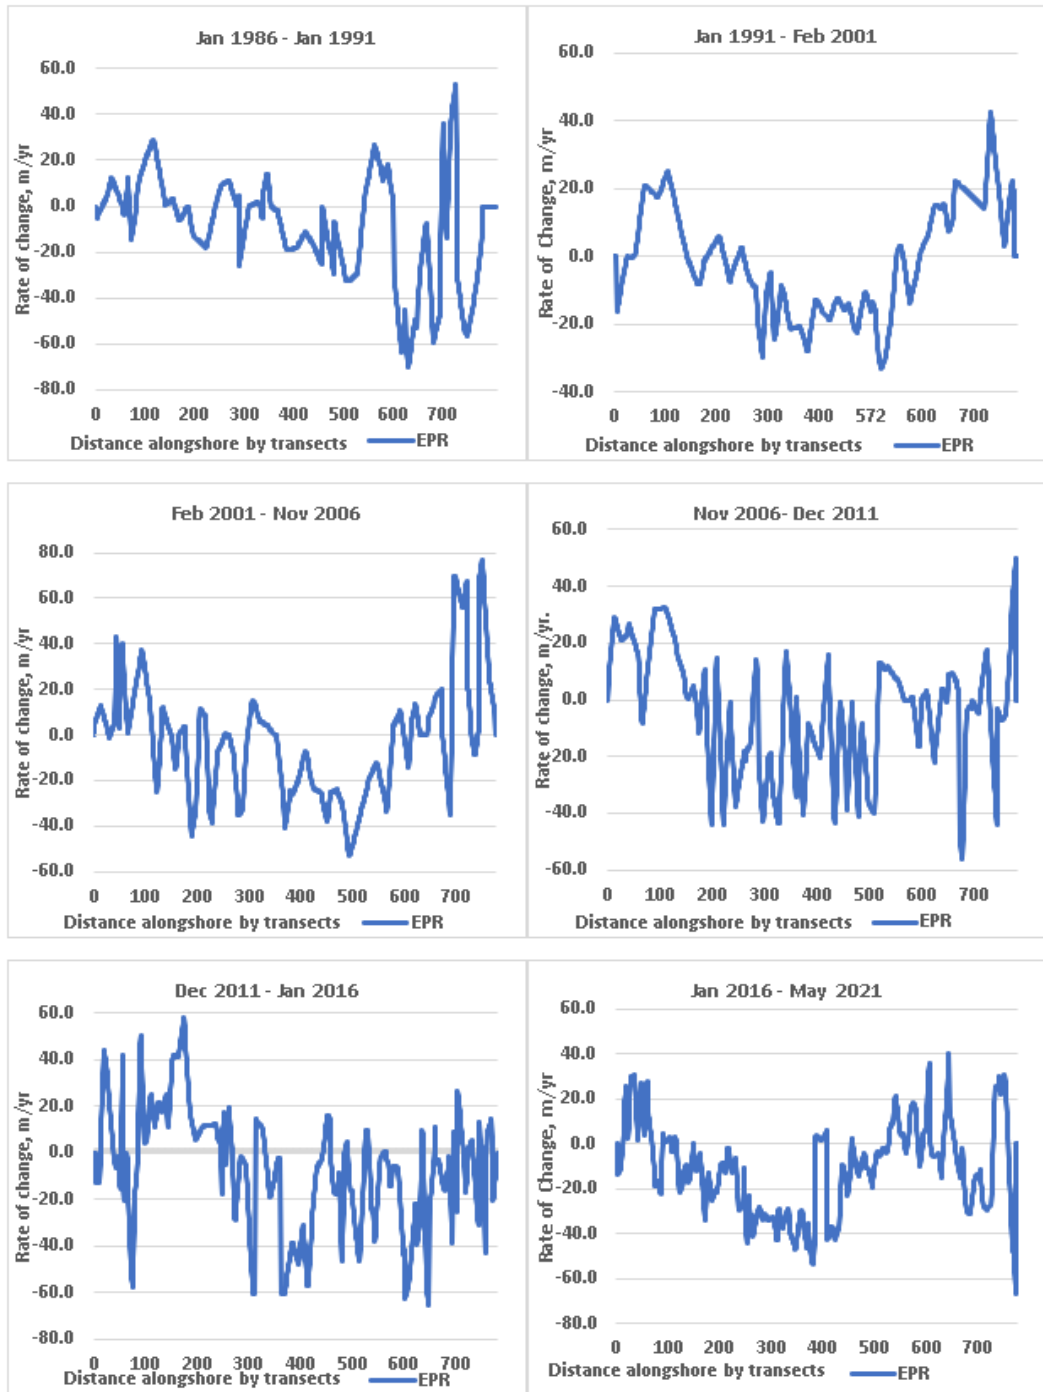 Jan 1986 - Jan 1991
Rate of change, m/yr
60.0
40.0
20.0
0.0
-20.0
-40.0
-60.0
-80.0
0 100 200 300 400 500 600 700
Distance alongshore by transects EPR
Jan 1991 - Feb 2001
Rate of Change, m/yr
60.0
40.0
20.0
0.0
-20.0
-40.0
0 100 200 300 400 572 600 700
Distance alongshore by transects EPR
Feb 2001 - Nov 2006
Rate of change, m/yr
80.0
60.0
40.0
20.0
0.0
-20.0
-40.0
-60.0
0 100 200 300 400 500 600 700
Distance alongshore by transects EPR
Nov 2006- Dec 2011
Rate of change, m/yr.
60.0
40.0
20.0
0.0
-20.0
-40.0
-60.0
0 100 200 300 400 500 600 700
Distance alongshore by transects EPR
Dec 2011 - Jan 2016
Rate of change, m/yr
60.0
40.0
20.0
0.0
-20.0
-40.0
-60.0
-80.0
0 100 200 300 400 500 600 700
Distance alongshore by transects EPR
Jan 2016 - May 2021
Rate of Change, m/yr
60.0
40.0
20.0
0.0
-20.0
-40.0
-60.0
-80.0
0 100 200 300 400 500 600 700
Distance alongshore by transects EPR